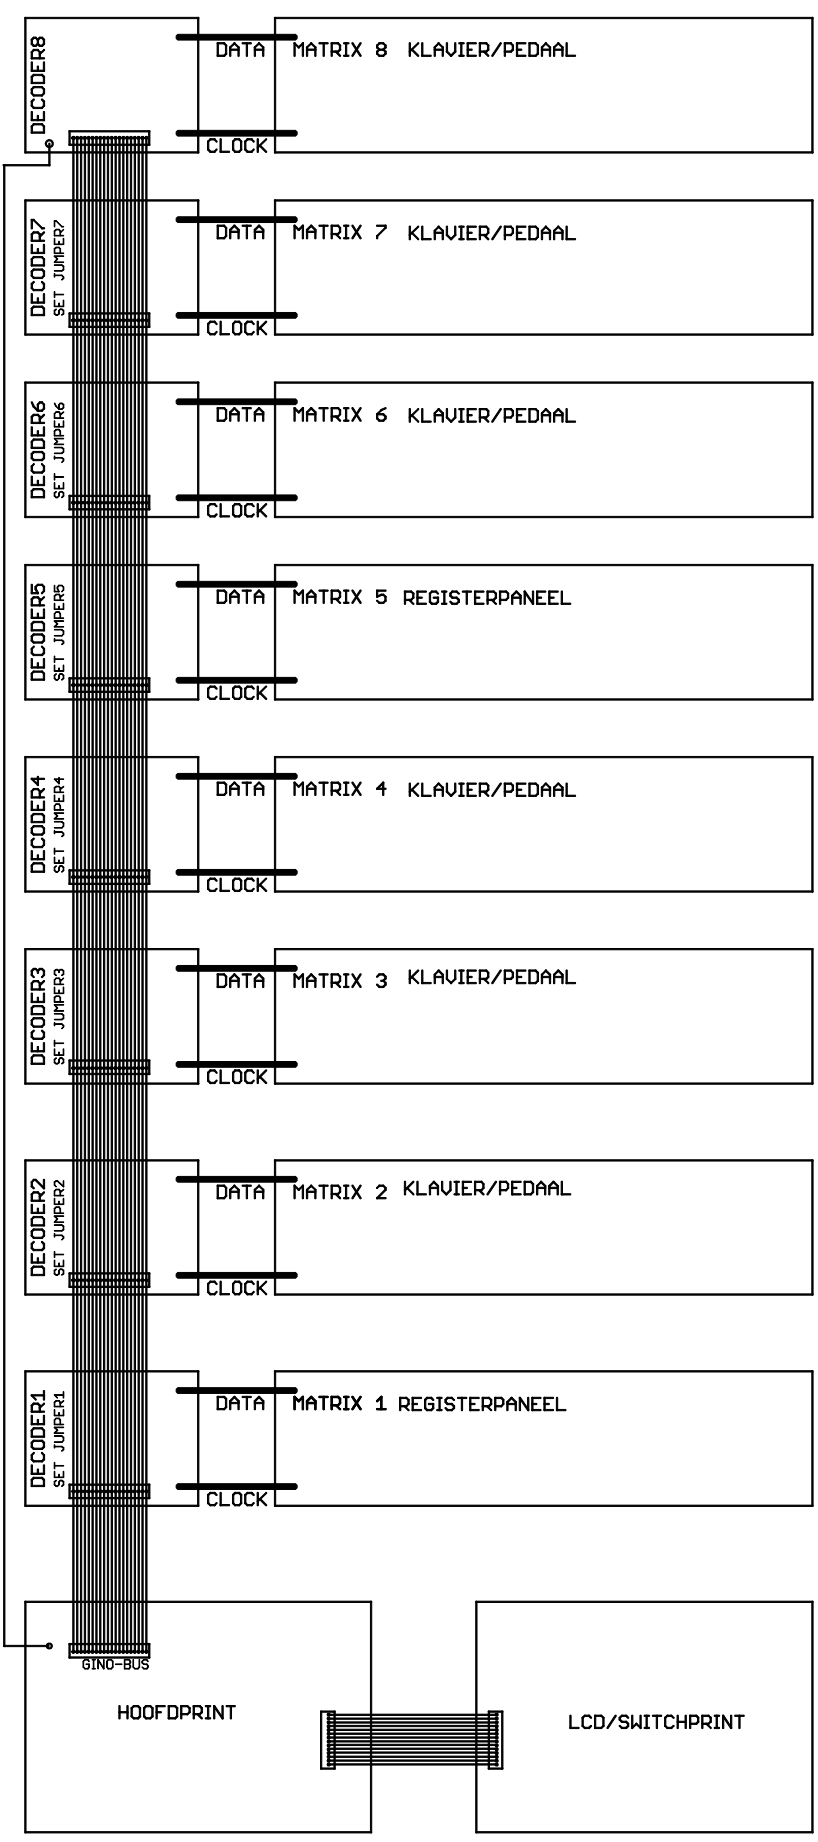 DECODER8
DATA
MATRIX 8 KLAVIER/PEDAAL
CLOCK
DECODER7
SET JUMPER7
DATA
MATRIX 7 KLAVIER/PEDAAL
CLOCK
DECODER6
SET JUMPER6
DATA
MATRIX 6 KLAVIER/PEDAAL
CLOCK
DECODER5
SET JUMPER5
DATA
MATRIX 5 REGISTERPANEEL
CLOCK
DECODER4
SET JUMPER4
DATA
MATRIX 4 KLAVIER/PEDAAL
CLOCK
DECODER3
SET JUMPER3
DATA
MATRIX 3 KLAVIER/PEDAAL
CLOCK
DECODER2
SET JUMPER2
DATA
MATRIX 2 KLAVIER/PEDAAL
CLOCK
DECODER1
SET JUMPER1
DATA
MATRIX 1 REGISTERPANEEL
CLOCK
GINO-BUS
HOOFDPRINT
LCD/SWITCHPRINT